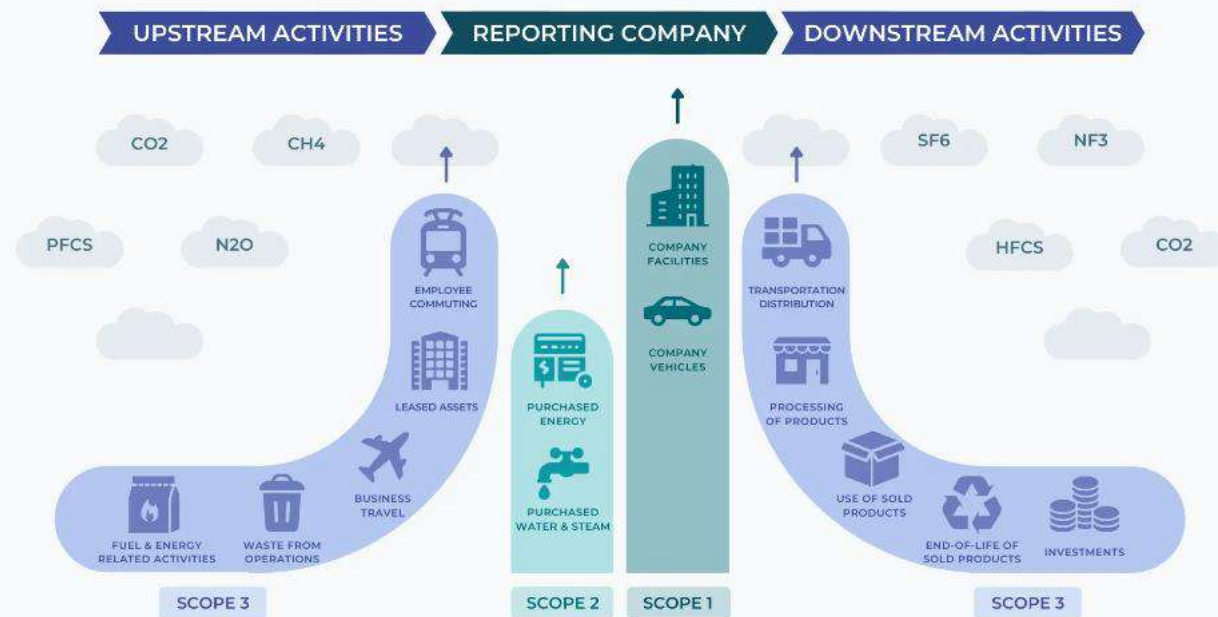 UPSTREAM ACTIVITIES
REPORTING COMPANY
DOWNSTREAM ACTIVITIES
CO2
CH4
SF6
NF3
PFCS
N2O
HFCS
CO2
EMPLOYEE
COMMUTING
LEASED ASSETS
BUSINESS
TRAVEL
WASTE FROM
OPERATIONS
FUEL & ENERGY
RELATED ACTIVITIES
SCOPE 3
PURCHASED
ENERGY
PURCHASED
WATER & STEAM
SCOPE 2
COMPANY
FACILITIES
COMPANY
VEHICLES
SCOPE 1
TRANSPORTATION
DISTRIBUTION
PROCESSING
OF PRODUCTS
USE OF SOLD
PRODUCTS
END-OF-LIFE OF
SOLD PRODUCTS
INVESTMENTS
SCOPE 3